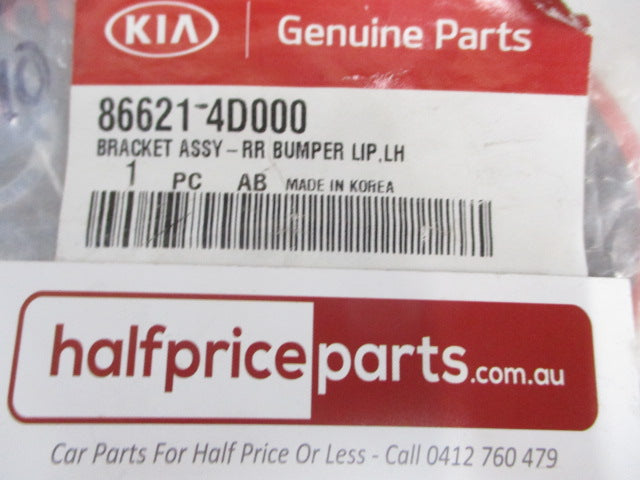 KIA Genuine Parts
86621-4D000
BRACKET ASSY-RR BUMPER LIP,LH
1 PC AB MADE IN KOREA
halfpriceparts.com.au
Car Parts For Half Price Or Less - Call 0412 760 479